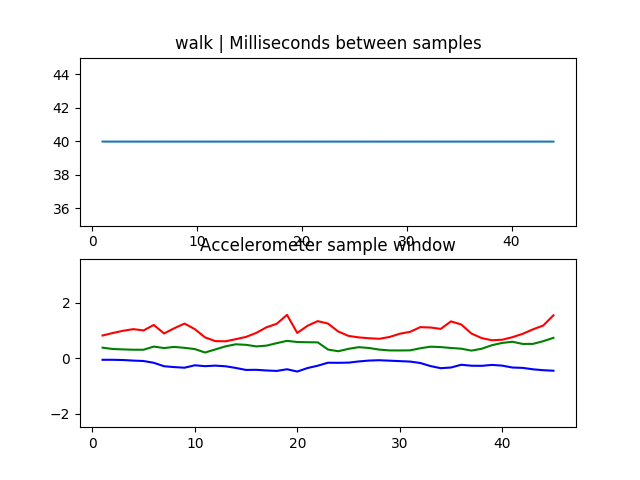 walk | Milliseconds between samples
44
42
40
38
36
0 10 20 30 40
Accelerometer sample window
2
0
−2
0 10 20 30 40